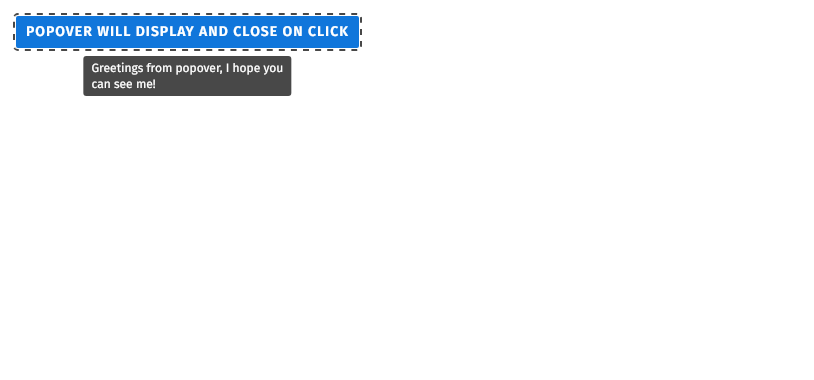 POPOVER WILL DISPLAY AND CLOSE ON CLICK
Greetings from popover, I hope you
can see me!